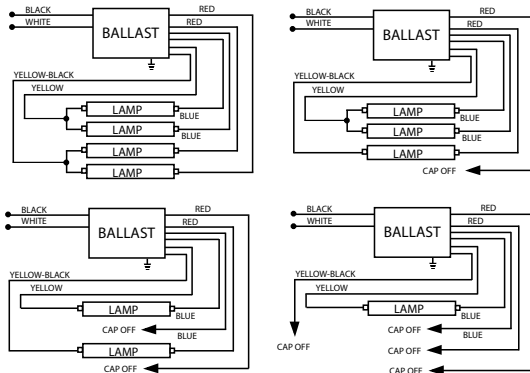 BLACK
RED
WHITE
RED
BALLAST
YELLOW-BLACK
YELLOW
LAMP
BLUE
LAMP
BLUE
LAMP
LAMP
BLACK
RED
WHITE
RED
BALLAST
YELLOW-BLACK
YELLOW
LAMP
BLUE
LAMP
BLUE
LAMP
CAP OFF
BLACK
RED
WHITE
RED
BALLAST
YELLOW-BLACK
YELLOW
LAMP
BLUE
CAP OFF
BLUE
LAMP
CAP OFF
BLACK
RED
WHITE
RED
BALLAST
YELLOW-BLACK
YELLOW
LAMP
BLUE
CAP OFF
BLUE
CAP OFF
CAP OFF
CAP OFF